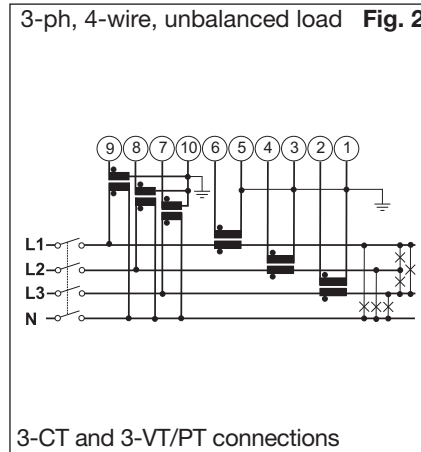 3-ph, 4-wire, unbalanced load Fig. 2
9 8 7 10 6 5 4 3 2 1
L1
L2
L3
N
3-CT and 3-VT/PT connections